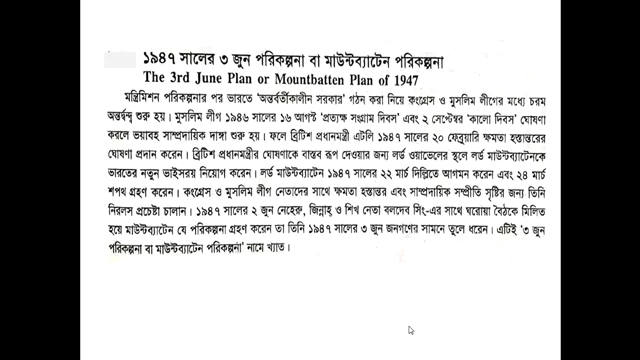 ১৯৪৭ সালের ৩ জুন পরিকল্পনা বা মাউন্টব্যাটেন পরিকল্পনা
The 3rd June Plan or Mountbatten Plan of 1947
মন্ত্রিমিশন পরিকল্পনার পর ভারতে ‘অন্তর্বর্তীকালীন সরকার’ গঠন করা নিয়ে কংগ্রেস ও মুসলিম লীগের মধ্যে চরম
অন্তর্দ্বন্দ্ব শুরু হয়। মুসলিম লীগ ১৯৪৬ সালের ১৬ আগস্ট ‘প্রত্যক্ষ সংগ্রাম দিবস’ এবং ২ সেপ্টেম্বর ‘কালো দিবস’ ঘোষণা
করলে ভয়াবহ সাম্প্রদায়িক দাঙ্গা শুরু হয়। ফলে ব্রিটিশ প্রধানমন্ত্রী এটলি ১৯৪৭ সালের ২০ ফেব্রুয়ারি ক্ষমতা হস্তান্তরের
ঘোষণা প্রদান করেন। ব্রিটিশ প্রধানমন্ত্রীর ঘোষণাকে বাস্তব রূপ দেওয়ার জন্য লর্ড ওয়াভেলের স্থলে লর্ড মাউন্টব্যাটেনকে
ভারতের নতুন ভাইসরয় নিয়োগ করেন। লর্ড মাউন্টব্যাটেন ১৯৪৭ সালের ২২ মার্চ দিল্লিতে আগমন করেন এবং ২৪ মার্চ
শপথ গ্রহণ করেন। কংগ্রেস ও মুসলিম লীগ নেতাদের সাথে ক্ষমতা হস্তান্তর এবং সাম্প্রদায়িক সম্প্রীতি সৃষ্টির জন্য তিনি
নিরলস প্রচেষ্টা চালান। ১৯৪৭ সালের ২ জুন নেহেরু, জিন্নাহ্ ও শিখ নেতা বলদেব সিং-এর সাথে ঘরোয়া বৈঠকে মিলিত
হয়ে মাউন্টব্যাটেন যে পরিকল্পনা গ্রহণ করেন তা তিনি ১৯৪৭ সালের ৩ জুন জনগণের সামনে তুলে ধরেন। এটিই ‘৩ জুন
পরিকল্পনা বা মাউন্টব্যাটেন পরিকল্পনা’ নামে খ্যাত।